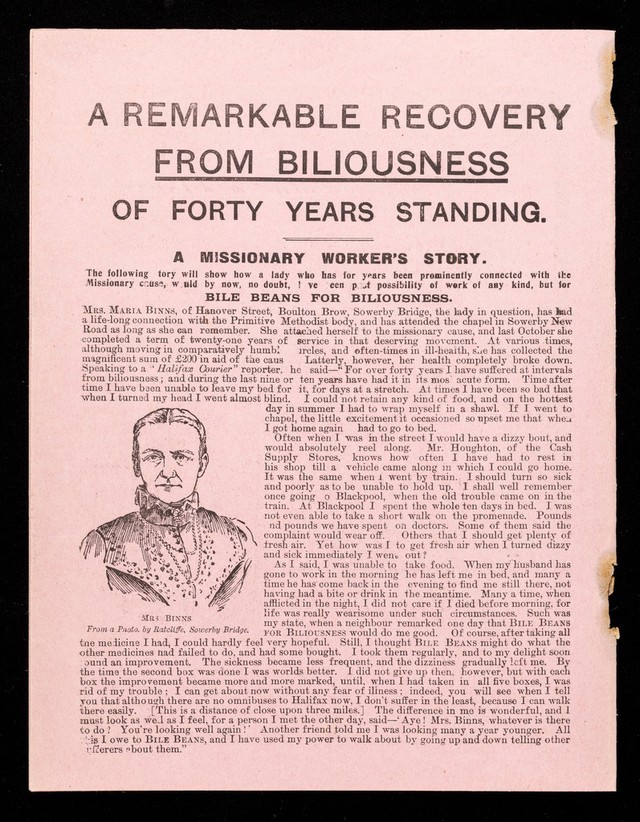 A REMARKABLE RECOVERY
FROM BILIOUSNESS
OF FORTY YEARS STANDING.
A MISSIONARY WORKER'S STORY.
The following tory will show how a lady who has for years been prominently connected with the
Missionary cause, would by now, no doubt, een past possibility of work of any kind, but for
BILE BEANS FOR BILIOUSNESS.
MRS. MARIA BINNS, of Hanover Street, Boulton Brow, Sowerby Bridge, the lady in question, has had
a life-long connection with the Primitive Methodist body, and has attended the chapel in Sowerby New
Road as long as she can remember. She attached herself to the missionary cause, and last October she
completed a term of twenty-one years of service in that deserving movement. At various times,
although moving in comparatively humbl ircles, and often-times in ill-health, she has collected the
magnificent sum of £200 in aid of the caus Latterly, however, her health completely broke down.
Speaking to a "Halifax Courier" reporter, he said—"For over forty years I have suffered at intervals
from biliousness; and during the last nine or ten years have had it in its mos acute form. Time after
time I have been unable to leave my bed for it, for days at a stretch. At times I have been so bad that
when I turned my head I went almost blind. I could not retain any kind of food, and on the hottest
day in summer I had to wrap myself in a shawl. If I went to
chapel, the little excitement it occasioned so upset me that when
I got home again had to go to bed.
Often when I was in the street I would have a dizzy bout, and
would absolutely reel along. Mr. Houghton, of the Cash
Supply Stores, knows how often I have had to rest in
his shop till a vehicle came along in which I could go home.
It was the same when I went by train. I should turn so sick
and poorly as to be unable to hold up. I shall well remember
once going o Blackpool, when the old trouble came on in the
train. At Blackpool I spent the whole ten days in bed. I was
not even able to take a short walk on the promenade. Pounds
nd pounds we have spent on doctors. Some of them said the
complaint would wear off. Others that I should get plenty of
fresh air. Yet how was I to get fresh air when I turned dizzy
and sick immediately I went out?
As I said, I was unable to take food. When my husband has
gone to work in the morning he has left me in bed, and many a
time he has come back in the evening to find me still there, not
having had a bite or drink in the meantime. Many a time, when
afflicted in the night, I did not care if I died before morning, for
life was really wearisome under such circumstances. Such was
my state, when a neighbour remarked one day that BILE BEANS
FOR BILIOUSNESS would do me good. Of course, after taking all
MRS BINNS
From a Photo. by Ratcliffe, Sowerby Bridge.
the medicine I had, I could hardly feel very hopeful. Still, I thought BILE BEANS might do what the
other medicines had failed to do, and had some bought. I took them regularly, and to my delight soon
ound an improvement. The sickness became less frequent, and the dizziness gradually left me. By
the time the second box was done I was worlds better. I did not give up then, however, but with each
box the improvement became more and more marked, until, when I had taken in all five boxes, I was
rid of my trouble; I can get about now without any fear of illness; indeed, you will see when I tell
you that although there are no omnibuses to Halifax now, I don't suffer in the least, because I can walk
there easily. [This is a distance of close upon three miles.] The difference in me is wonderful, and I
must look as well as I feel, for a person I met the other day, said—'Aye! Mrs. Binns, whatever is there
to do? You're looking well again!' Another friend told me I was looking many a year younger. All
his I owe to BILE BEANS, and I have used my power to walk about by going up and down telling other
fferers about them."